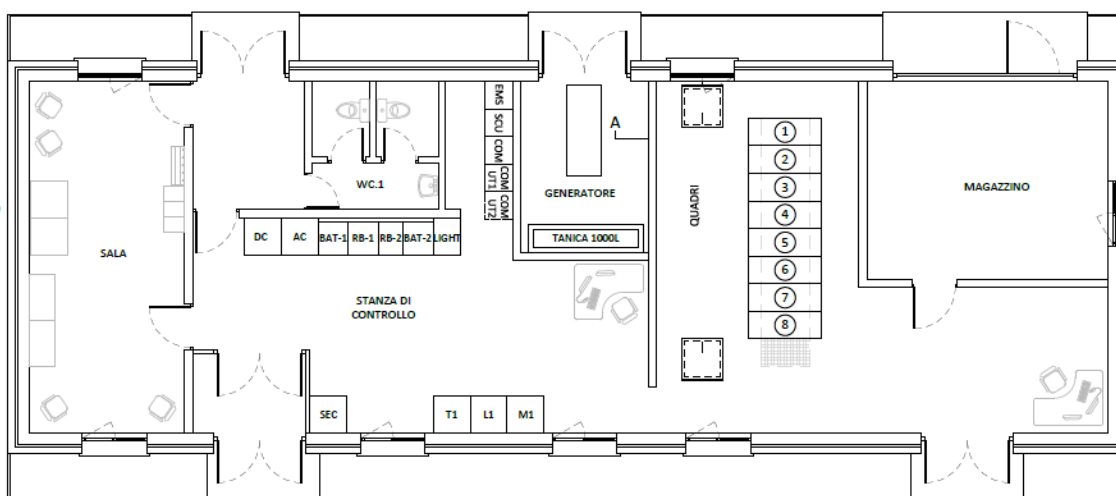 EMS
SCU
COM
COM
UT1
COM
UT2
A
GENERATORE
TANICA 1000L
WC.1
DC
AC
BAT-1
RB-1
RB-2
BAT-2
LIGHT
SALA
STANZA DI
CONTROLLO
SEC
T1
L1
M1
QUADRI
1
2
3
4
5
6
7
8
MAGAZZINO